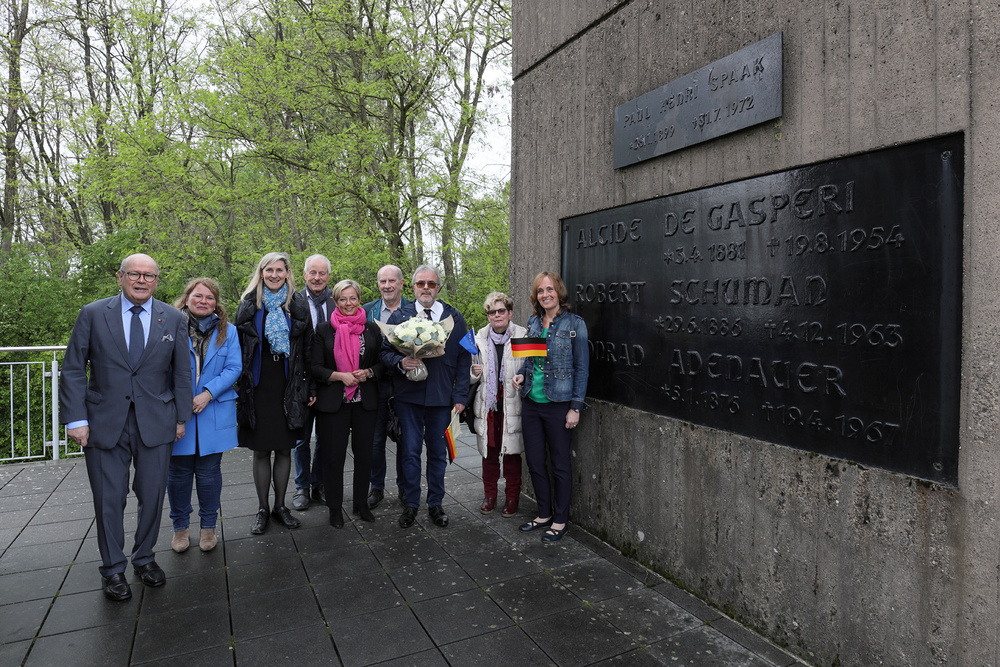 PAUL HENRI SPAAK
*25.1.1899 *31.7.1972
ALCIDE DE GASPERI
*3.4.1881 †19.8.1954
ROBERT SCHUMAN
*29.6.1886 †4.12.1963
ADENAUER
*5.1.1876 †19.4.1967